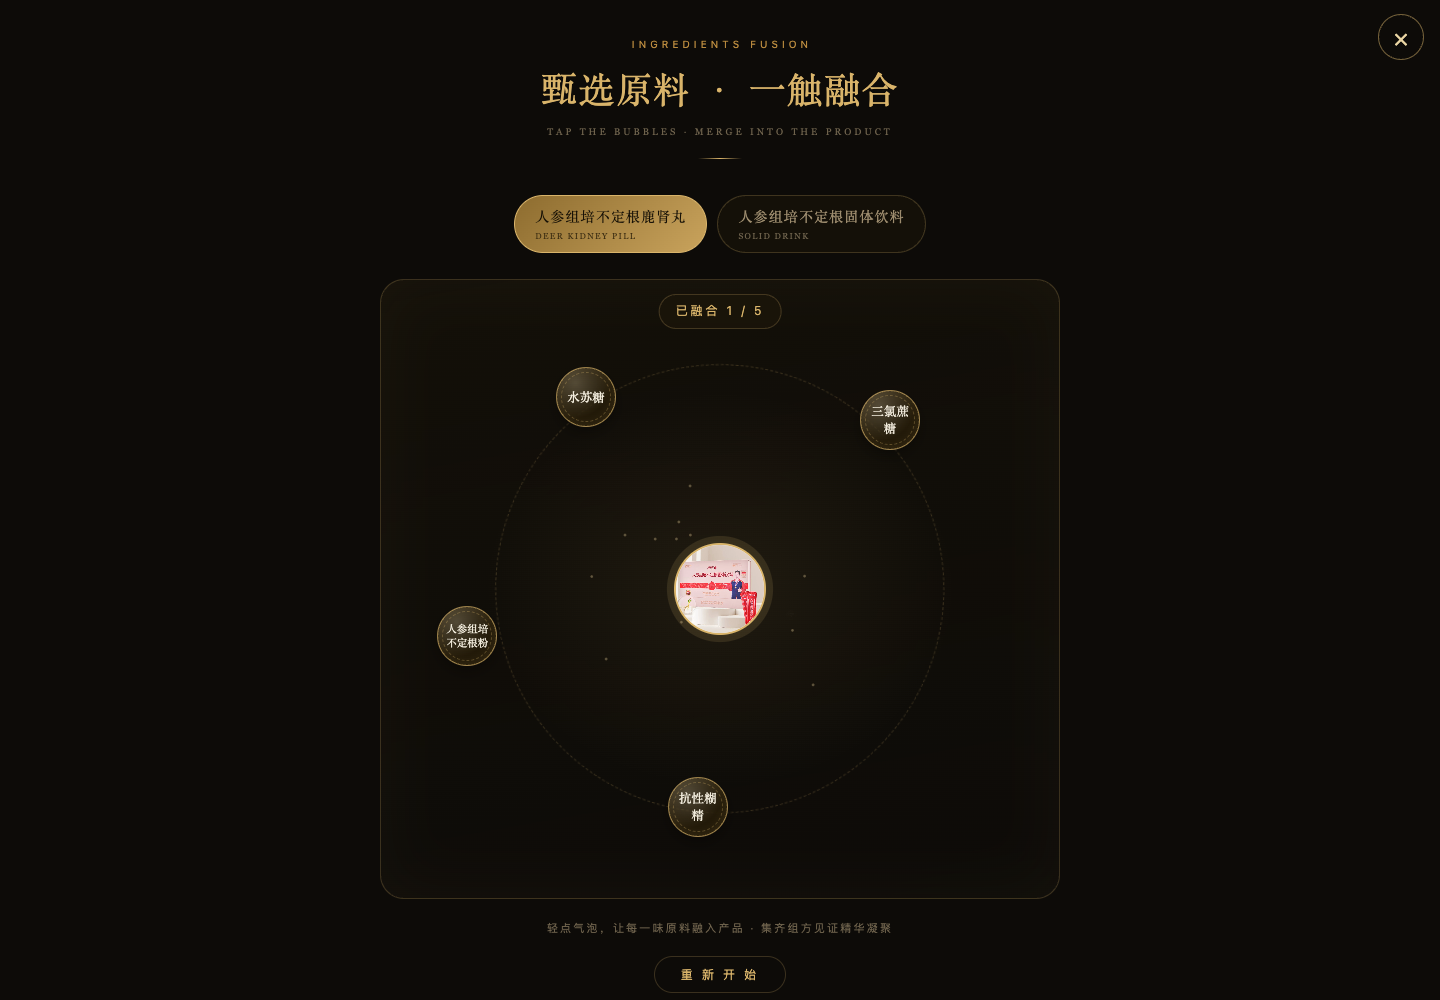 INGREDIENTS FUSION
甄选原料 · 一触融合
TAP THE BUBBLES · MERGE INTO THE PRODUCT
人参组培不定根鹿肾丸
DEER KIDNEY PILL
人参组培不定根固体饮料
SOLID DRINK
已融合 1 / 5
水苏糖
三氯蔗
糖
人参组培
不定根粉
抗性糊
精
轻点气泡，让每一味原料融入产品 · 集齐组方见证精华凝聚
重新开始